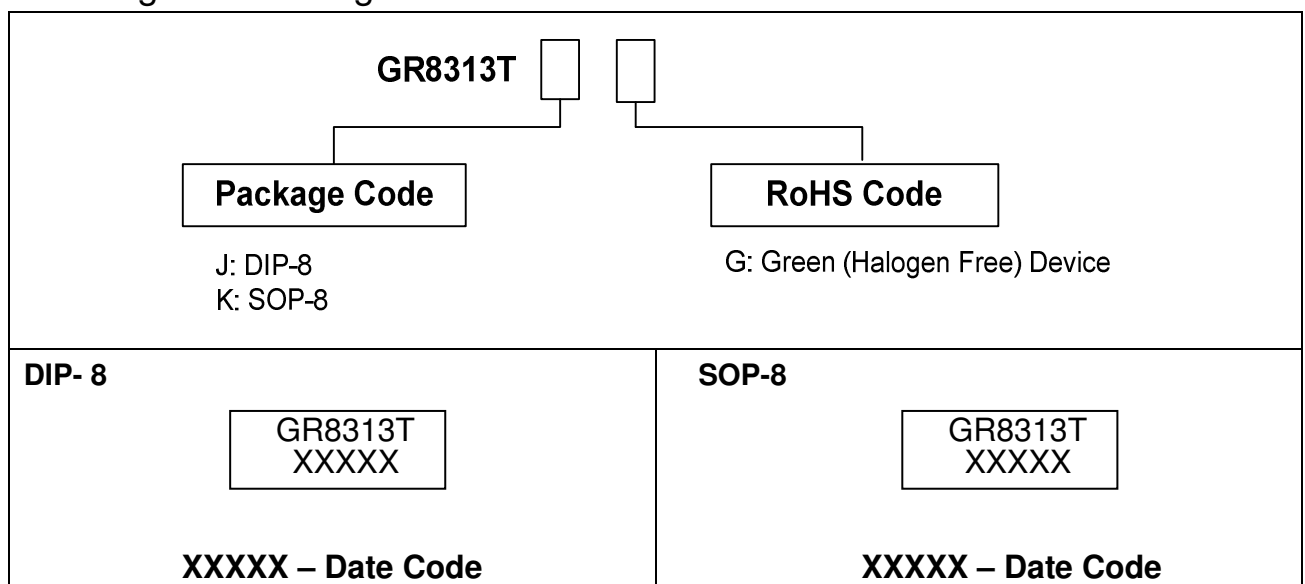 GR8313T
Package Code
RoHS Code
J: DIP-8
K: SOP-8
G: Green (Halogen Free) Device
DIP- 8
GR8313T
XXXXX
XXXXX – Date Code
SOP-8
GR8313T
XXXXX
XXXXX – Date Code